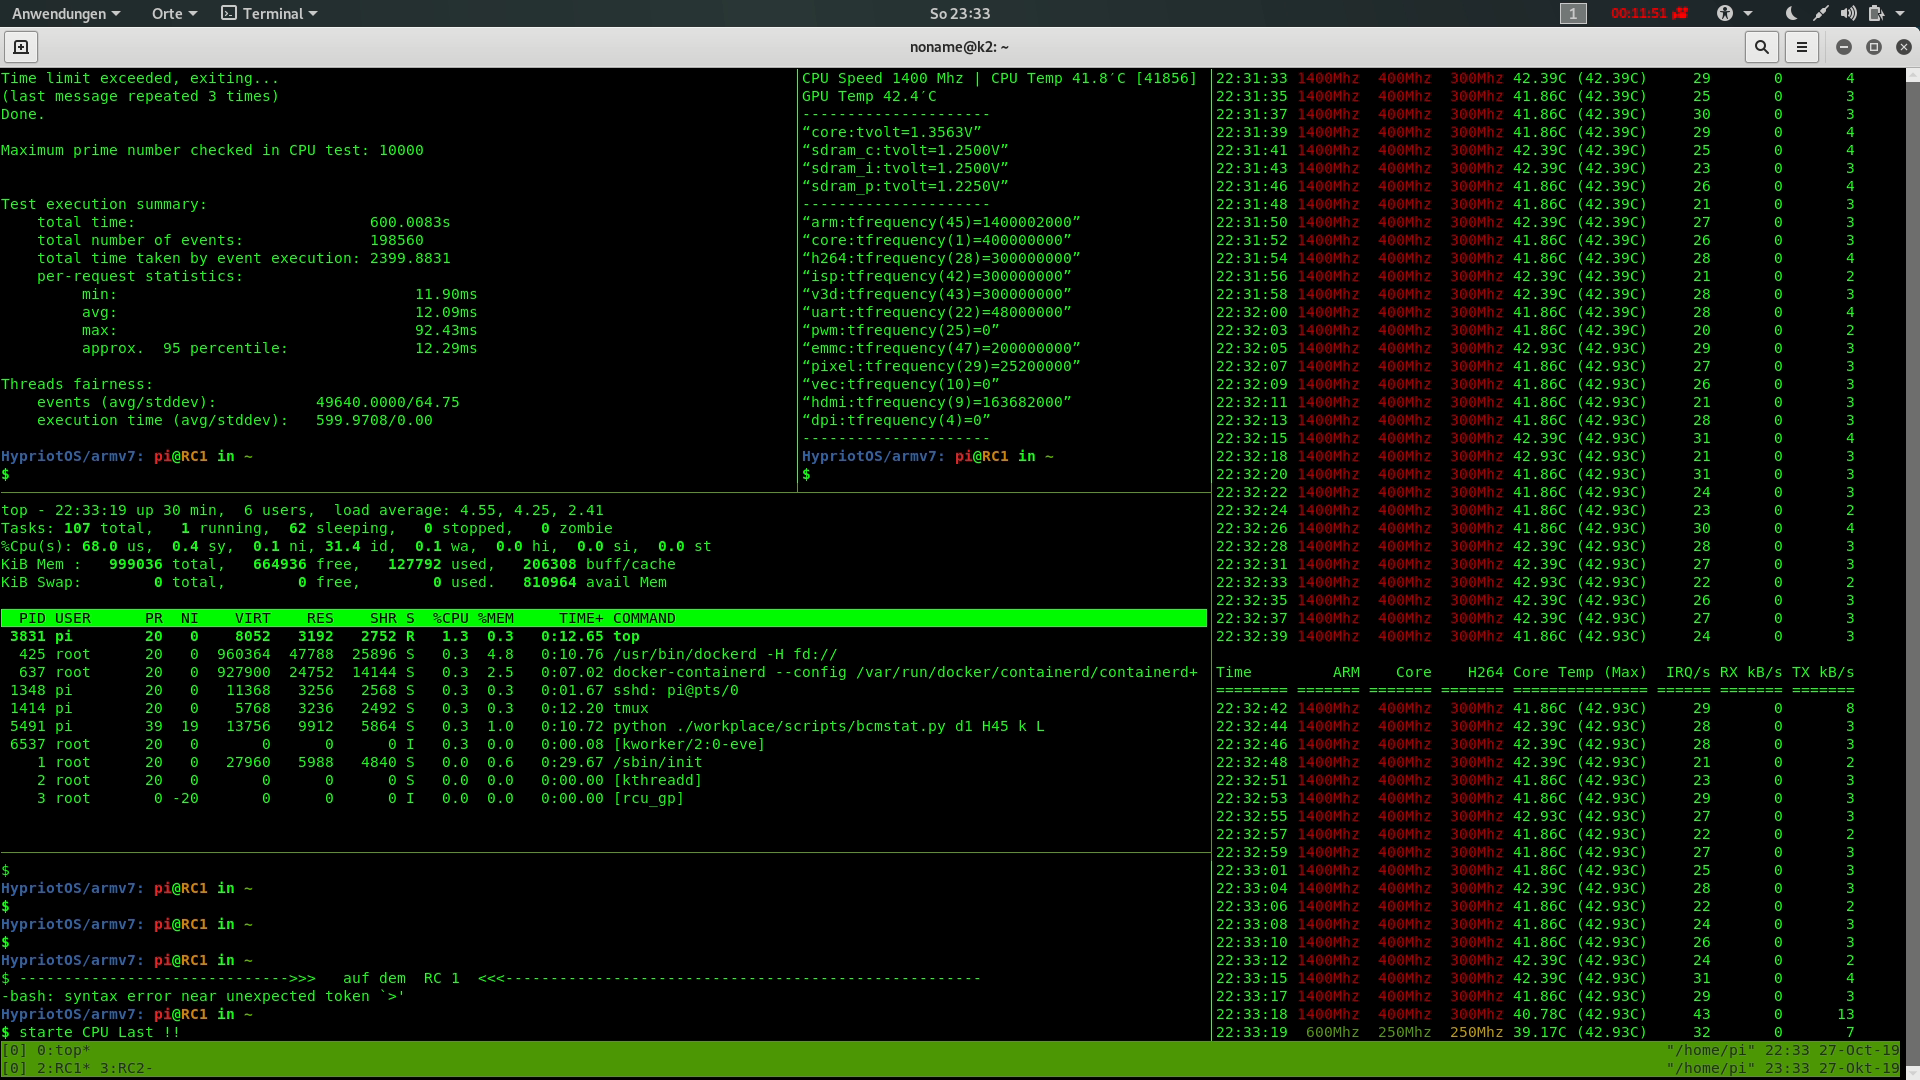 Anwendungen Orte Terminal So 23:33 1 00:11:51
noname@k2: ~
Time limit exceeded, exiting...
(last message repeated 3 times)
Done.
Maximum prime number checked in CPU test: 10000
Test execution summary:
total time: 600.0083s
total number of events: 198560
total time taken by event execution: 2399.8831
per-request statistics:
min: 11.90ms
avg: 12.09ms
max: 92.43ms
approx. 95 percentile: 12.29ms
Threads fairness:
events (avg/stddev): 49640.0000/64.75
execution time (avg/stddev): 599.9708/0.00
HypriotOS/armv7: pi@RC1 in ~
$
CPU Speed 1400 Mhz | CPU Temp 41.8´C [41856]
GPU Temp 42.4´C
---------------------
“core:tvolt=1.3563V”
“sdram_c:tvolt=1.2500V”
“sdram_i:tvolt=1.2500V”
“sdram_p:tvolt=1.2250V”
---------------------
“arm:tfrequency(45)=1400002000”
“core:tfrequency(1)=400000000”
“h264:tfrequency(28)=300000000”
“isp:tfrequency(42)=300000000”
“v3d:tfrequency(43)=300000000”
“uart:tfrequency(22)=48000000”
“pwm:tfrequency(25)=0”
“emmc:tfrequency(47)=200000000”
“pixel:tfrequency(29)=25200000”
“vec:tfrequency(10)=0”
“hdmi:tfrequency(9)=163682000”
“dpi:tfrequency(4)=0”
---------------------
HypriotOS/armv7: pi@RC1 in ~
$
top - 22:33:19 up 30 min, 6 users, load average: 4.55, 4.25, 2.41
Tasks: 107 total, 1 running, 62 sleeping, 0 stopped, 0 zombie
%Cpu(s): 68.0 us, 0.4 sy, 0.1 ni, 31.4 id, 0.1 wa, 0.0 hi, 0.0 si, 0.0 st
KiB Mem : 999036 total, 664936 free, 127792 used, 206308 buff/cache
KiB Swap: 0 total, 0 free, 0 used. 810964 avail Mem
PID USER PR NI VIRT RES SHR S %CPU %MEM TIME+ COMMAND
3831 pi 20 0 8052 3192 2752 R 1.3 0.3 0:12.65 top
425 root 20 0 960364 47788 25896 S 0.3 4.8 0:10.76 /usr/bin/dockerd -H fd://
637 root 20 0 927900 24752 14144 S 0.3 2.5 0:07.02 docker-containerd --config /var/run/docker/containerd/containerd+
1348 pi 20 0 11368 3256 2568 S 0.3 0.3 0:01.67 sshd: pi@pts/0
1414 pi 20 0 5768 3236 2492 S 0.3 0.3 0:12.20 tmux
5491 pi 39 19 13756 9912 5864 S 0.3 1.0 0:10.72 python ./workplace/scripts/bcmstat.py d1 H45 k L
6537 root 20 0 0 0 0 I 0.3 0.0 0:00.08 [kworker/2:0-eve]
1 root 20 0 27960 5988 4840 S 0.0 0.6 0:29.67 /sbin/init
2 root 20 0 0 0 0 S 0.0 0.0 0:00.00 [kthreadd]
3 root 0 -20 0 0 0 I 0.0 0.0 0:00.00 [rcu_gp]
$
HypriotOS/armv7: pi@RC1 in ~
$
HypriotOS/armv7: pi@RC1 in ~
$
HypriotOS/armv7: pi@RC1 in ~
$ ------------------------------>>> auf dem RC 1 <<<-----------------------------------------------------
-bash: syntax error near unexpected token `>'
HypriotOS/armv7: pi@RC1 in ~
$ starte CPU Last !!
22:31:33 1400Mhz 400Mhz 300Mhz 42.39C (42.39C) 29 0 4
22:31:35 1400Mhz 400Mhz 300Mhz 41.86C (42.39C) 25 0 3
22:31:37 1400Mhz 400Mhz 300Mhz 41.86C (42.39C) 30 0 3
22:31:39 1400Mhz 400Mhz 300Mhz 41.86C (42.39C) 29 0 4
22:31:41 1400Mhz 400Mhz 300Mhz 42.39C (42.39C) 25 0 4
22:31:43 1400Mhz 400Mhz 300Mhz 42.39C (42.39C) 23 0 3
22:31:46 1400Mhz 400Mhz 300Mhz 41.86C (42.39C) 26 0 4
22:31:48 1400Mhz 400Mhz 300Mhz 41.86C (42.39C) 21 0 3
22:31:50 1400Mhz 400Mhz 300Mhz 42.39C (42.39C) 27 0 3
22:31:52 1400Mhz 400Mhz 300Mhz 41.86C (42.39C) 26 0 3
22:31:54 1400Mhz 400Mhz 300Mhz 41.86C (42.39C) 28 0 4
22:31:56 1400Mhz 400Mhz 300Mhz 42.39C (42.39C) 21 0 2
22:31:58 1400Mhz 400Mhz 300Mhz 42.39C (42.39C) 28 0 3
22:32:00 1400Mhz 400Mhz 300Mhz 41.86C (42.39C) 28 0 4
22:32:03 1400Mhz 400Mhz 300Mhz 41.86C (42.39C) 20 0 2
22:32:05 1400Mhz 400Mhz 300Mhz 42.93C (42.93C) 29 0 3
22:32:07 1400Mhz 400Mhz 300Mhz 41.86C (42.93C) 27 0 3
22:32:09 1400Mhz 400Mhz 300Mhz 42.39C (42.93C) 26 0 3
22:32:11 1400Mhz 400Mhz 300Mhz 41.86C (42.93C) 21 0 3
22:32:13 1400Mhz 400Mhz 300Mhz 41.86C (42.93C) 28 0 3
22:32:15 1400Mhz 400Mhz 300Mhz 42.39C (42.93C) 31 0 4
22:32:18 1400Mhz 400Mhz 300Mhz 42.93C (42.93C) 21 0 3
22:32:20 1400Mhz 400Mhz 300Mhz 41.86C (42.93C) 31 0 3
22:32:22 1400Mhz 400Mhz 300Mhz 41.86C (42.93C) 24 0 3
22:32:24 1400Mhz 400Mhz 300Mhz 41.86C (42.93C) 23 0 2
22:32:26 1400Mhz 400Mhz 300Mhz 41.86C (42.93C) 30 0 4
22:32:28 1400Mhz 400Mhz 300Mhz 42.39C (42.93C) 28 0 3
22:32:31 1400Mhz 400Mhz 300Mhz 42.39C (42.93C) 27 0 3
22:32:33 1400Mhz 400Mhz 300Mhz 42.93C (42.93C) 22 0 2
22:32:35 1400Mhz 400Mhz 300Mhz 42.39C (42.93C) 26 0 3
22:32:37 1400Mhz 400Mhz 300Mhz 42.39C (42.93C) 27 0 3
22:32:39 1400Mhz 400Mhz 300Mhz 41.86C (42.93C) 24 0 3
Time ARM Core H264 Core Temp (Max) IRQ/s RX kB/s TX kB/s
======== ======= ======= ======= =============== ====== ======= =======
22:32:42 1400Mhz 400Mhz 300Mhz 41.86C (42.93C) 29 0 8
22:32:44 1400Mhz 400Mhz 300Mhz 42.39C (42.93C) 28 0 3
22:32:46 1400Mhz 400Mhz 300Mhz 42.39C (42.93C) 28 0 3
22:32:48 1400Mhz 400Mhz 300Mhz 42.39C (42.93C) 21 0 2
22:32:51 1400Mhz 400Mhz 300Mhz 41.86C (42.93C) 23 0 3
22:32:53 1400Mhz 400Mhz 300Mhz 41.86C (42.93C) 29 0 3
22:32:55 1400Mhz 400Mhz 300Mhz 42.93C (42.93C) 27 0 3
22:32:57 1400Mhz 400Mhz 300Mhz 41.86C (42.93C) 22 0 2
22:32:59 1400Mhz 400Mhz 300Mhz 41.86C (42.93C) 27 0 3
22:33:01 1400Mhz 400Mhz 300Mhz 41.86C (42.93C) 25 0 3
22:33:04 1400Mhz 400Mhz 300Mhz 42.39C (42.93C) 28 0 3
22:33:06 1400Mhz 400Mhz 300Mhz 41.86C (42.93C) 22 0 2
22:33:08 1400Mhz 400Mhz 300Mhz 41.86C (42.93C) 24 0 3
22:33:10 1400Mhz 400Mhz 300Mhz 41.86C (42.93C) 26 0 3
22:33:12 1400Mhz 400Mhz 300Mhz 42.39C (42.93C) 24 0 2
22:33:15 1400Mhz 400Mhz 300Mhz 42.39C (42.93C) 31 0 4
22:33:17 1400Mhz 400Mhz 300Mhz 41.86C (42.93C) 29 0 3
22:33:18 1400Mhz 400Mhz 300Mhz 40.78C (42.93C) 43 0 13
22:33:19 600Mhz 250Mhz 250Mhz 39.17C (42.93C) 32 0 7
[0] 0:top* "/home/pi" 22:33 27-Oct-19
[0] 2:RC1* 3:RC2- "/home/pi" 23:33 27-Okt-19